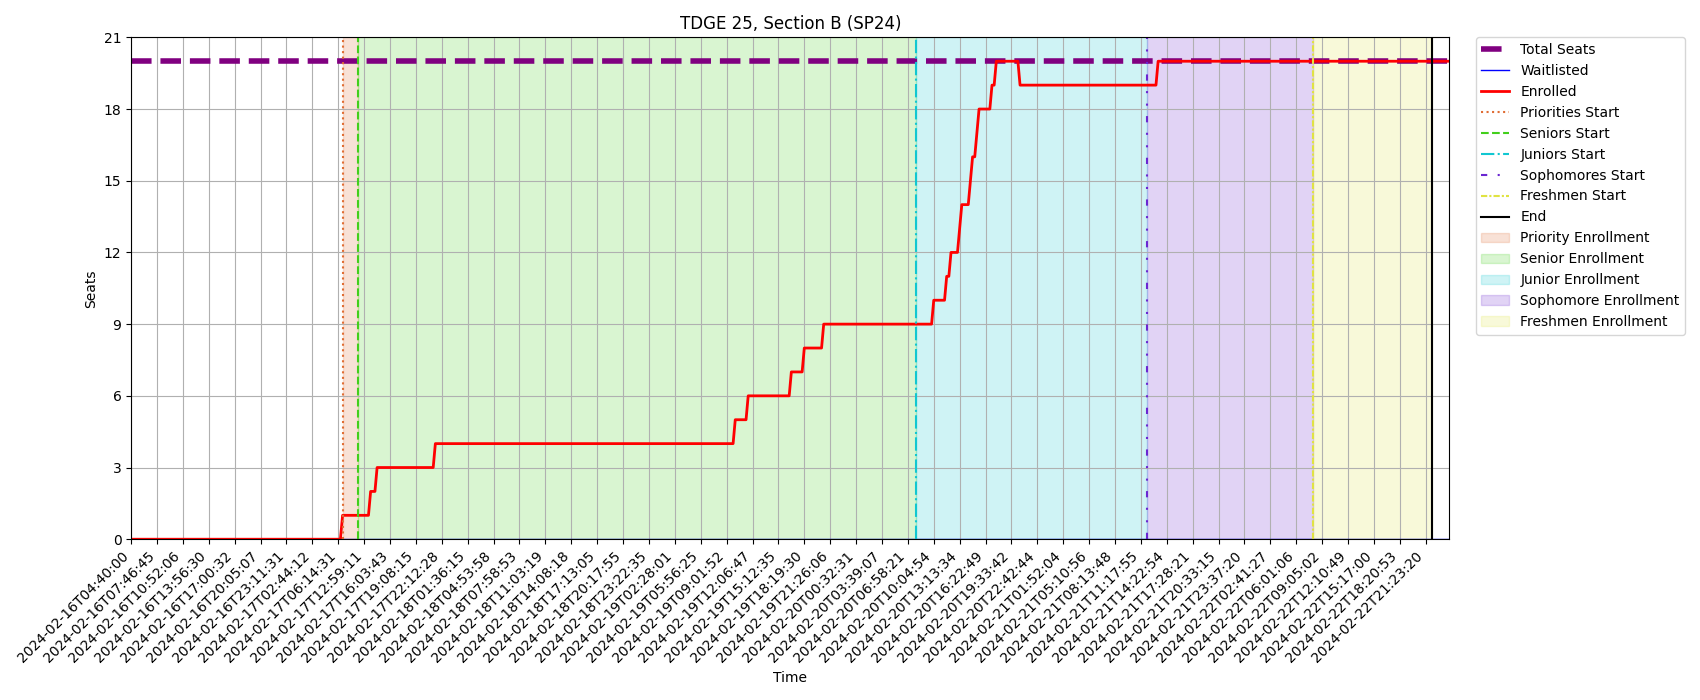 TDGE 25, Section B (SP24)
21
18
15
12
9
6
3
0
Seats
2024-02-16T04:40:00
2024-02-16T07:46:45
2024-02-16T10:52:06
2024-02-16T13:56:30
2024-02-16T17:00:32
2024-02-16T20:05:07
2024-02-16T23:11:31
2024-02-17T02:44:12
2024-02-17T06:14:31
2024-02-17T12:59:11
2024-02-17T16:03:43
2024-02-17T19:08:15
2024-02-17T22:12:28
2024-02-18T01:36:15
2024-02-18T04:53:58
2024-02-18T07:58:53
2024-02-18T11:03:19
2024-02-18T14:08:18
2024-02-18T17:13:05
2024-02-18T20:17:55
2024-02-18T23:22:35
2024-02-19T02:28:01
2024-02-19T05:56:25
2024-02-19T09:01:52
2024-02-19T12:06:47
2024-02-19T15:12:35
2024-02-19T18:19:30
2024-02-19T21:26:06
2024-02-20T00:32:31
2024-02-20T03:39:07
2024-02-20T06:58:21
2024-02-20T10:04:54
2024-02-20T13:13:34
2024-02-20T16:22:49
2024-02-20T19:33:42
2024-02-20T22:42:44
2024-02-21T01:52:04
2024-02-21T05:10:56
2024-02-21T08:13:48
2024-02-21T11:17:55
2024-02-21T14:22:54
2024-02-21T17:28:21
2024-02-21T20:33:15
2024-02-21T23:37:20
2024-02-22T02:41:27
2024-02-22T06:01:06
2024-02-22T09:05:02
2024-02-22T12:10:49
2024-02-22T15:17:00
2024-02-22T18:20:53
2024-02-22T21:23:20
Time
Total Seats
Waitlisted
Enrolled
Priorities Start
Seniors Start
Juniors Start
Sophomores Start
Freshmen Start
End
Priority Enrollment
Senior Enrollment
Junior Enrollment
Sophomore Enrollment
Freshmen Enrollment